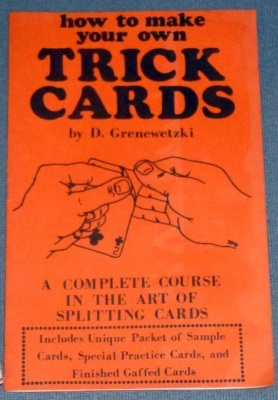 how to make
your own
TRICK
CARDS
by D. Grenewetzki
A COMPLETE COURSE
IN THE ART OF
SPLITTING CARDS
Includes Unique Packet of Sample
Cards, Special Practice Cards, and
Finished Gaffed Cards